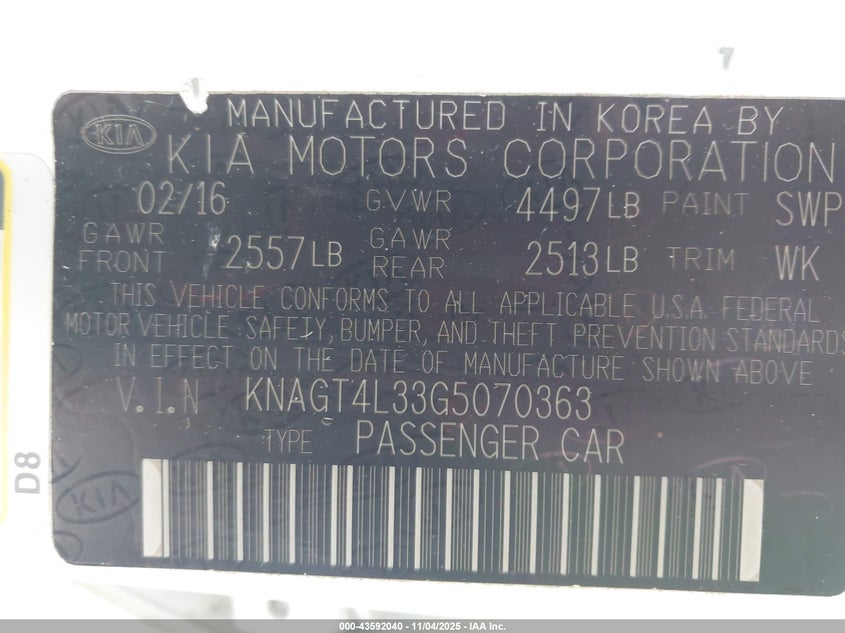 MANUFACTURED IN KOREA BY
KIA KIA MOTORS CORPORATION
02/16 GVWR 4497LB PAINT SWP
GAWR FRONT 2557LB GAWR REAR 2513LB TRIM WK
THIS VEHICLE CONFORMS TO ALL APPLICABLE U.S.A. FEDERAL
MOTOR VEHICLE SAFETY, BUMPER, AND THEFT PREVENTION STANDARDS
IN EFFECT ON THE DATE OF MANUFACTURE SHOWN ABOVE
V.I.N KNAGT4L33G5070363
TYPE PASSENGER CAR
D8
KIA
000-43592040 - 11/04/2025 - IAA Inc.